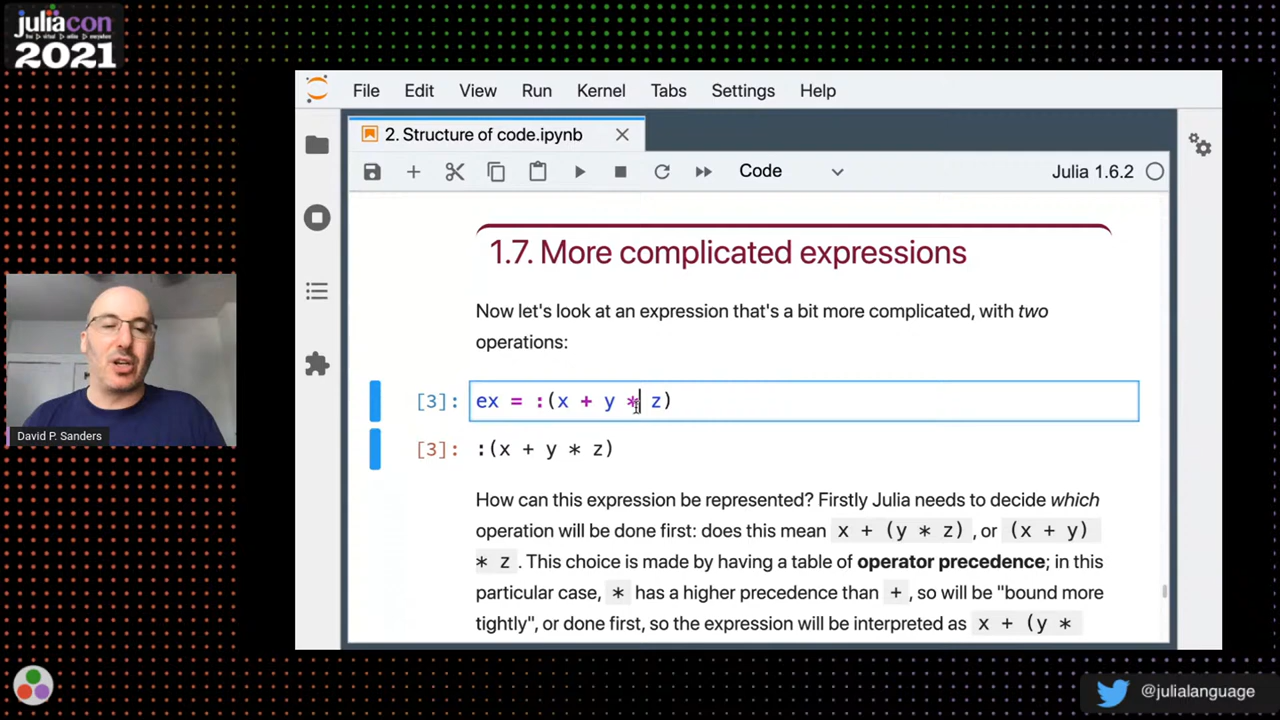 juliacon
2021
File Edit View Run Kernel Tabs Settings Help
2. Structure of code.ipynb
Code
Julia 1.6.2
1.7. More complicated expressions
Now let's look at an expression that's a bit more complicated, with two
operations:
[3]: ex = :(x + y * z)
[3]: :(x + y * z)
How can this expression be represented? Firstly Julia needs to decide which
operation will be done first: does this mean x + (y * z) , or (x + y)
* z . This choice is made by having a table of operator precedence; in this
particular case, * has a higher precedence than + , so will be "bound more
tightly", or done first, so the expression will be interpreted as x + (y *
David P. Sanders
@julialanguage